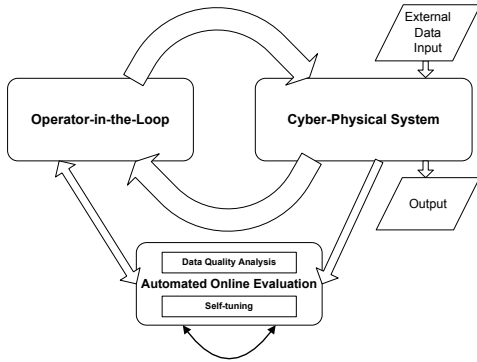 External
Data
Input
Operator-in-the-Loop
Cyber-Physical System
Output
Data Quality Analysis
Automated Online Evaluation
Self-tuning